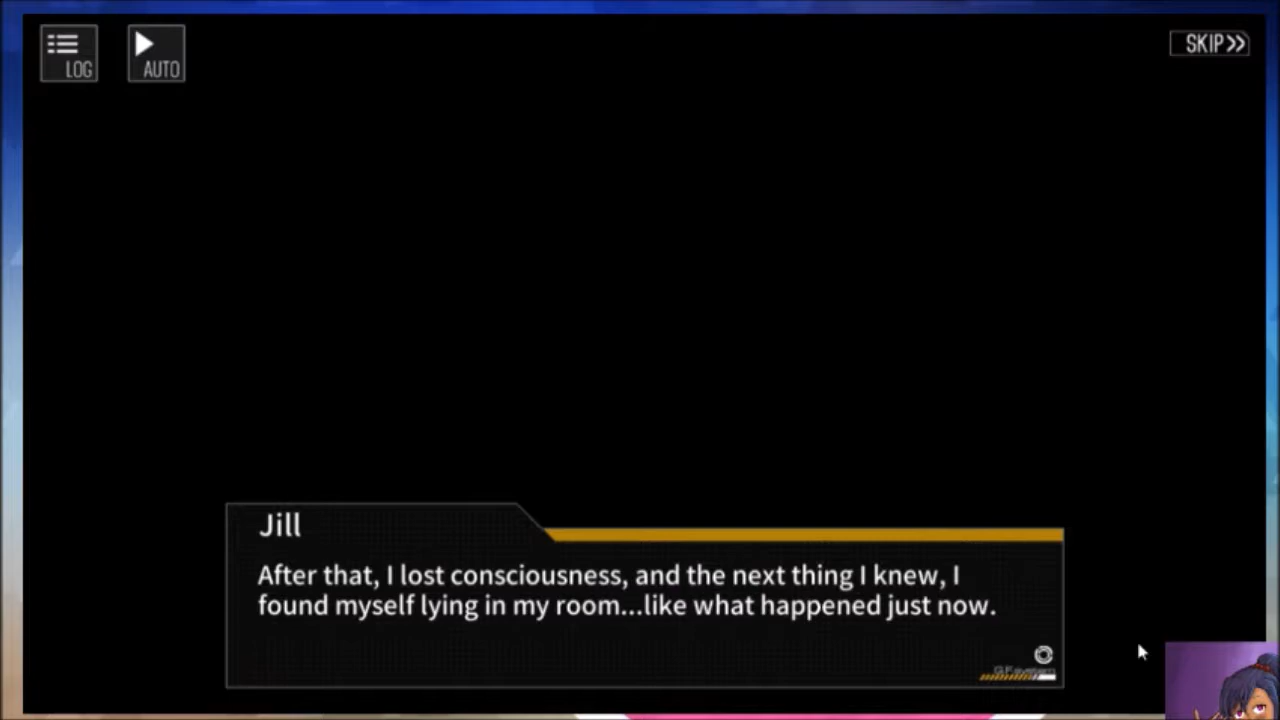 LOG
AUTO
SKIP
Jill
After that, I lost consciousness, and the next thing I knew, I
found myself lying in my room...like what happened just now.